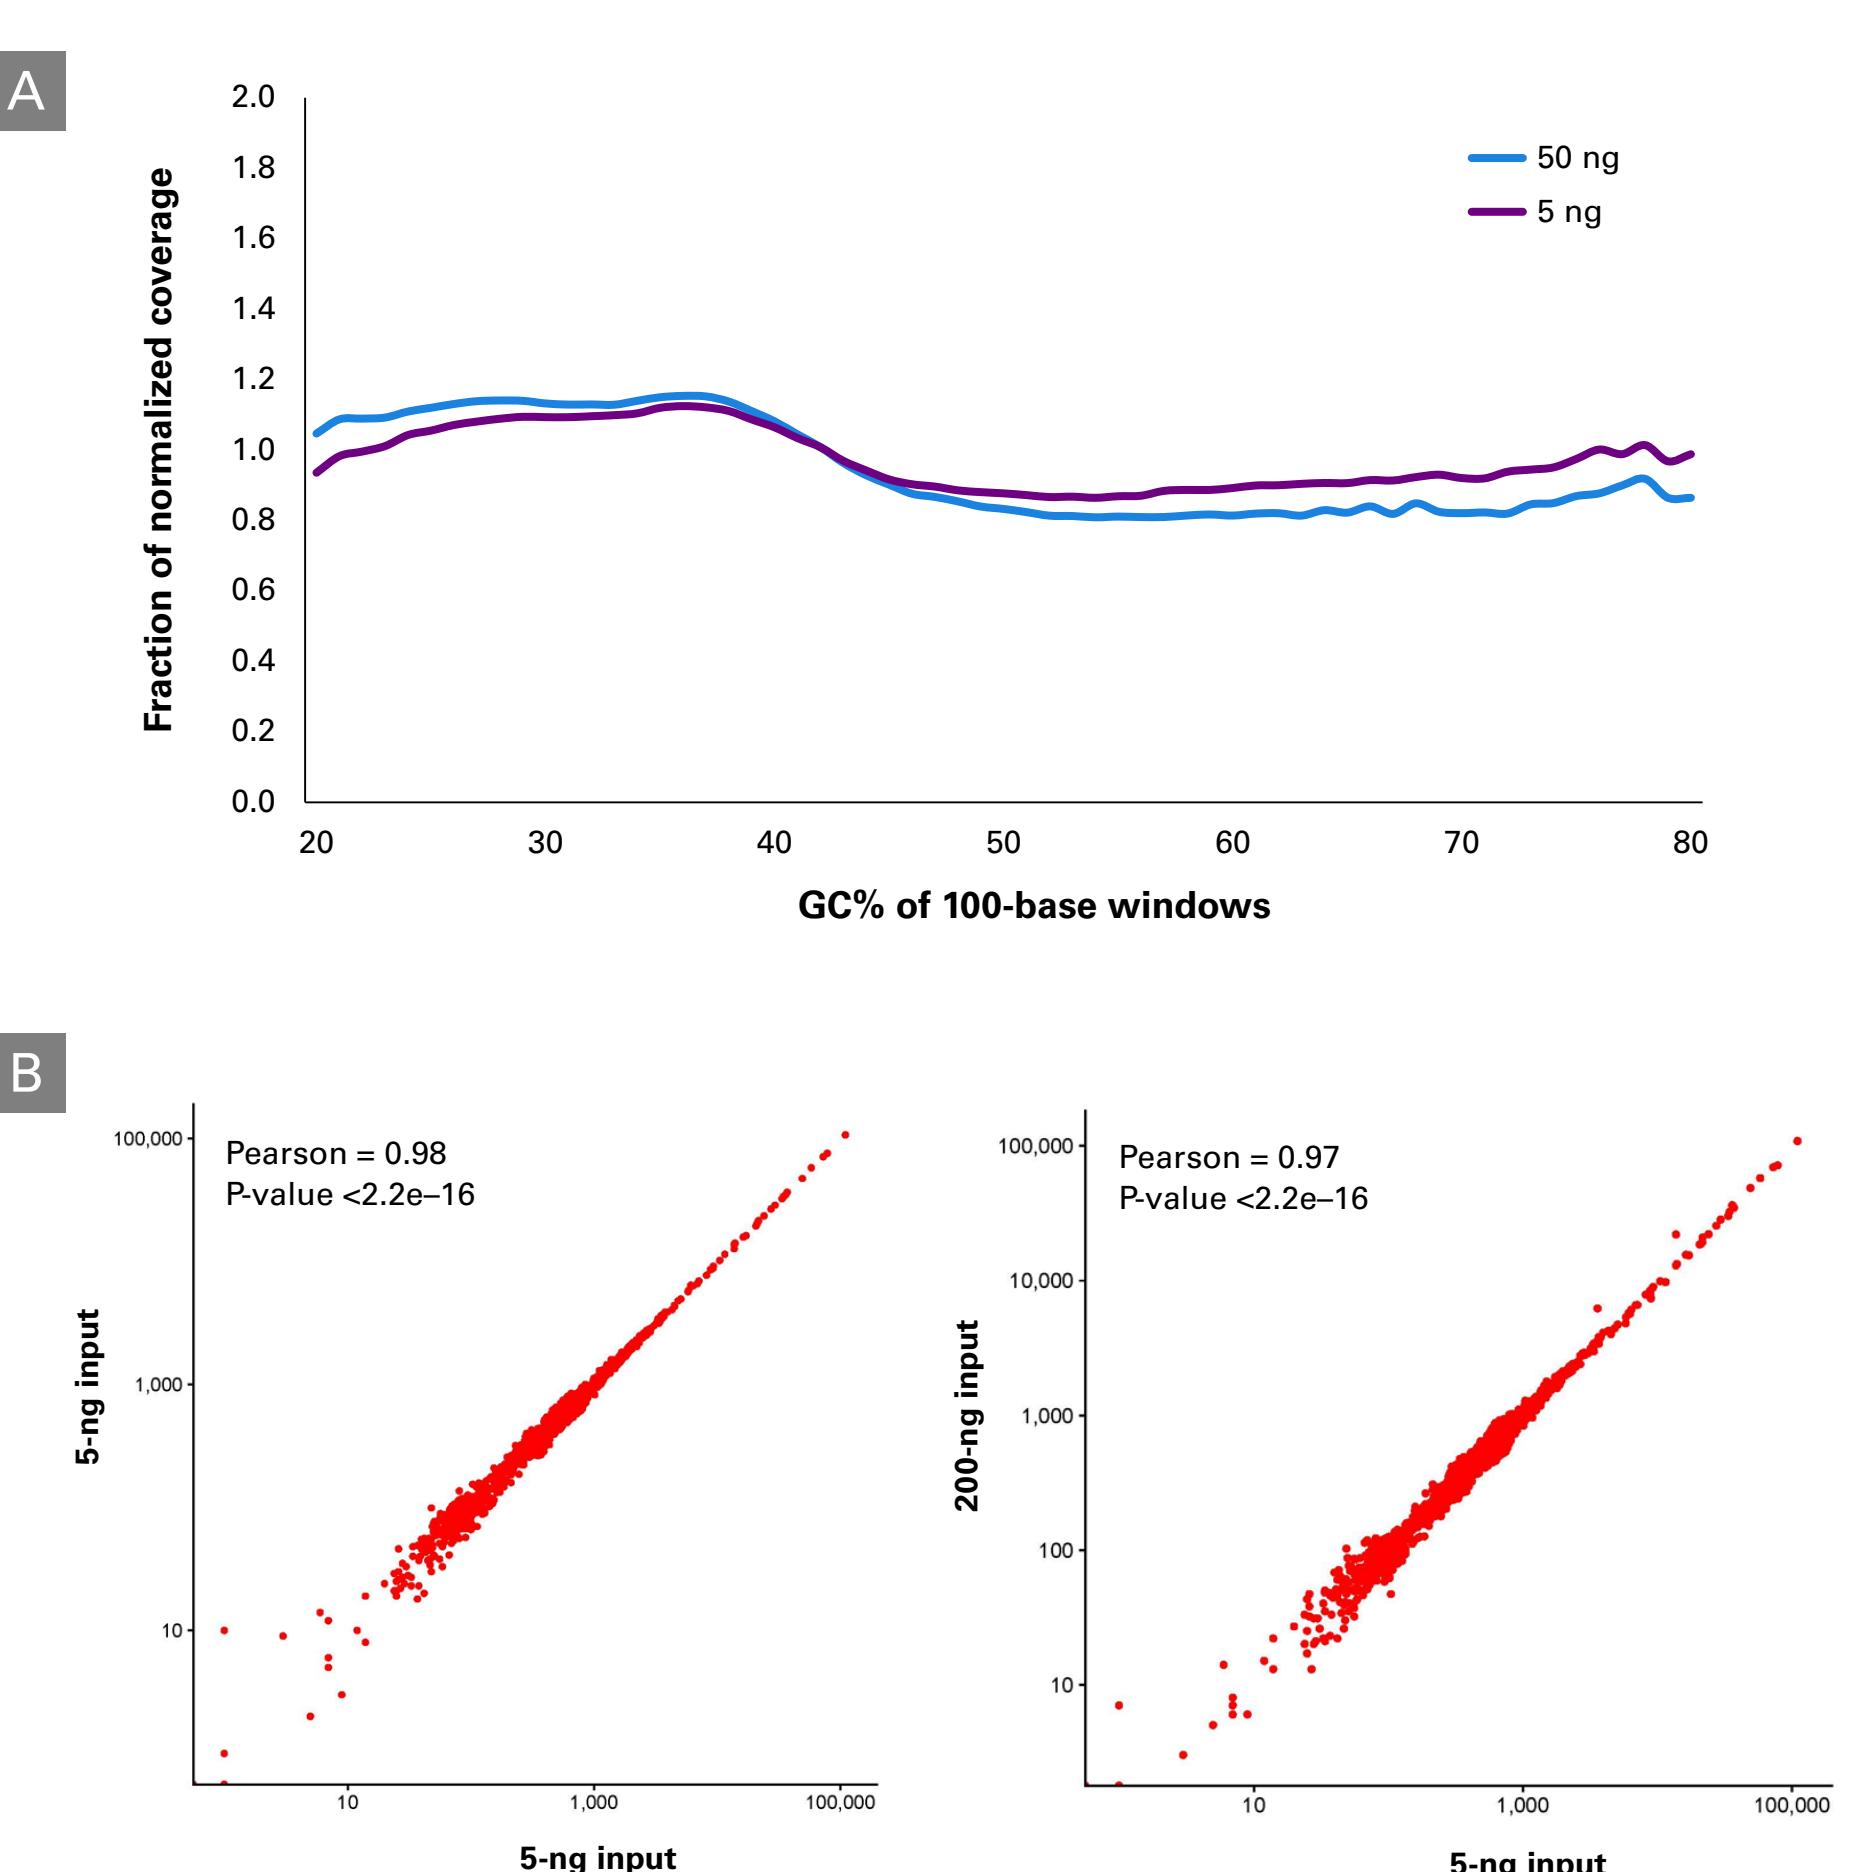 A
2.0
1.8
1.6
1.4
1.2
1.0
0.8
0.6
0.4
0.2
0.0
Fraction of normalized coverage
50 ng
5 ng
20 30 40 50 60 70 80
GC% of 100-base windows
B
100,000
1,000
10
5-ng input
Pearson = 0.98
P-value <2.2e–16
10 1,000 100,000
5-ng input
100,000
10,000
1,000
100
10
200-ng input
Pearson = 0.97
P-value <2.2e–16
10 1,000 100,000
5-ng input